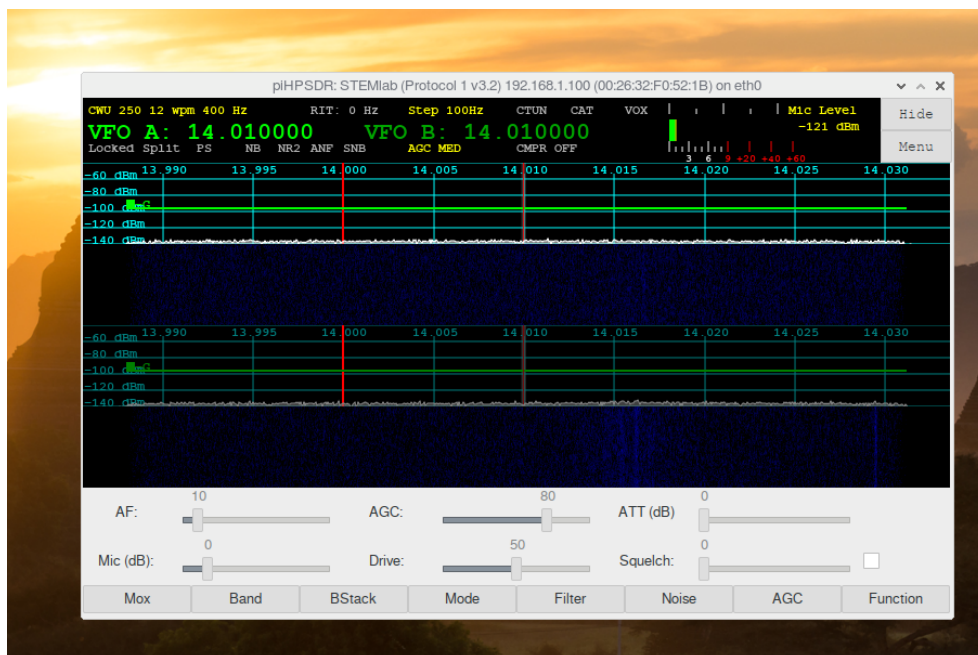 piHPSDR: STEMlab (Protocol 1 v3.2) 192.168.1.100 (00:26:32:F0:52:1B) on eth0
CWU 250 12 wpm 400 Hz RIT: 0 Hz Step 100Hz CTUN CAT VOX Mic Level Hide
VFO A: 14.010000 VFO B: 14.010000 -121 dBm
Locked Split PS NB NR2 ANF SNB AGC MED CMPR OFF Menu
3 6 9 +20 +40 +60
-60 dBm 13.990 13.995 14.000 14.005 14.010 14.015 14.020 14.025 14.030
-80 dBm
-100 dBm G
-120 dBm
-140 dBm
-60 dBm 13.990 13.995 14.000 14.005 14.010 14.015 14.020 14.025 14.030
-80 dBm
-100 dBm G
-120 dBm
-140 dBm
10 80 0
AF: AGC: ATT (dB)
0 50 0
Mic (dB): Drive: Squelch:
Mox Band BStack Mode Filter Noise AGC Function